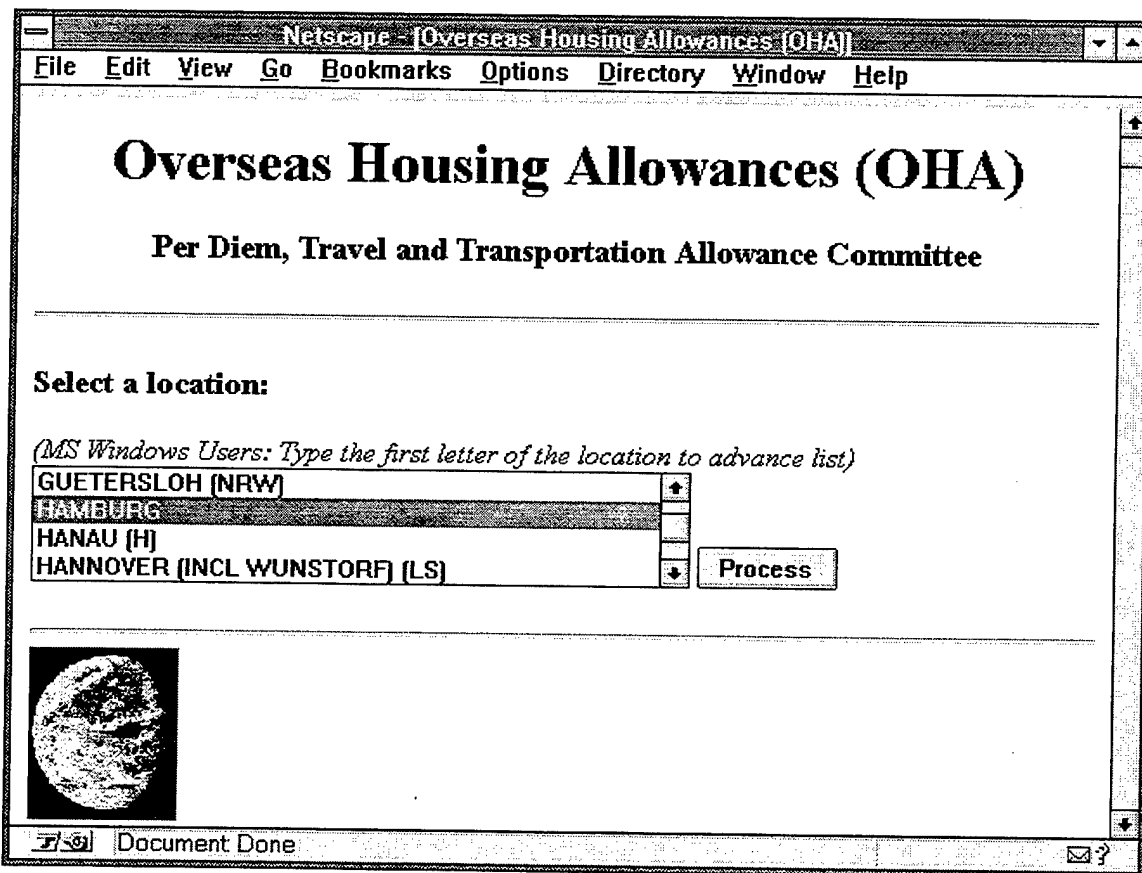 Netscape - [Overseas Housing Allowances (OHA)]
File Edit View Go Bookmarks Options Directory Window Help
Overseas Housing Allowances (OHA)
Per Diem, Travel and Transportation Allowance Committee
Select a location:
(MS Windows Users: Type the first letter of the location to advance list)
GUETERSLOH (NRW)
HAMBURG
HANAU (H)
HANNOVER (INCL WUNSTORF) (LS)
Process
Document Done